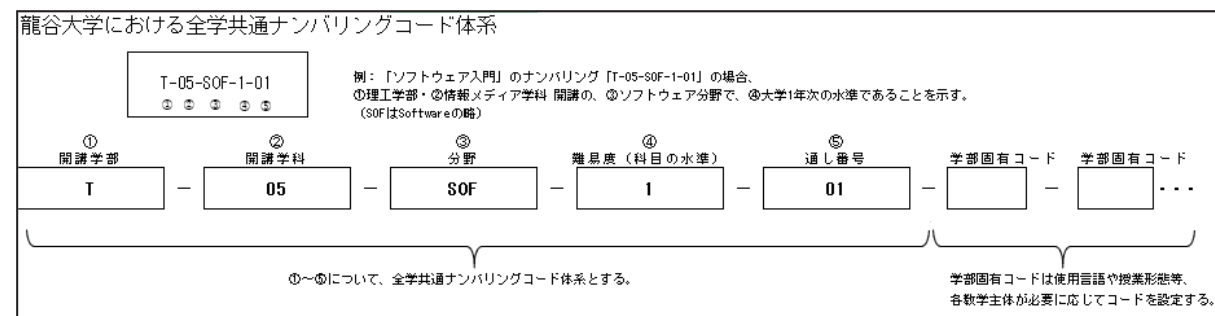 龍谷大学における全学共通ナンバリングコード体系
T-05-SOF-1-01
① ② ③ ④ ⑤
例：「ソフトウェア入門」のナンバリング「T-05-SOF-1-01」の場合、
①理工学部・②情報メディア学科 開講の、③ソフトウェア分野で、④大学1年次の水準であることを示す。
（SOFはSoftwareの略）
① ② ③ ④ ⑤
開講学部 開講学科 分野 難易度（科目の水準） 通し番号 学部固有コード 学部固有コード
T － 05 － SOF － 1 － 01 － － ・・・
①～⑤について、全学共通ナンバリングコード体系とする。
学部固有コードは使用言語や授業形態等、
各教学主体が必要に応じてコードを設定する。